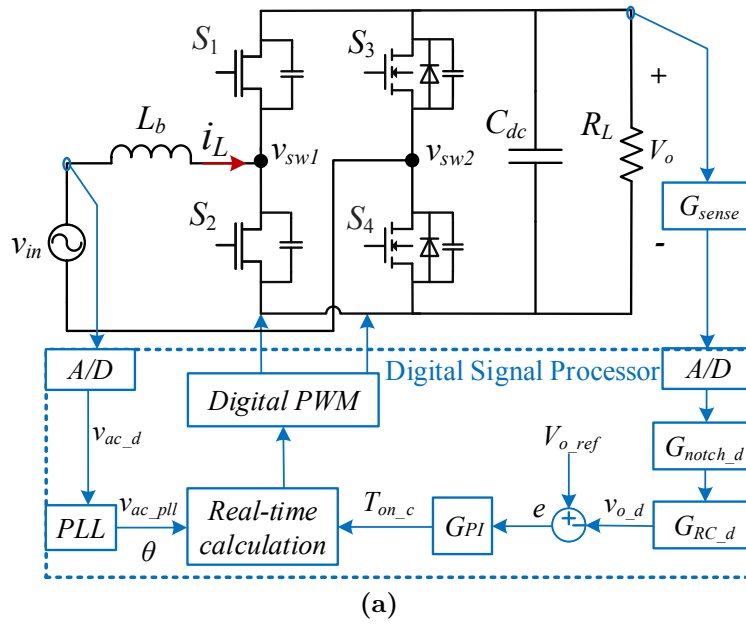 S1
S3
Lb
iL
vsw1
vsw2
Cdc
RL
+
Vo
-
S2
S4
vin
Gsense
A/D
Digital Signal Processor
A/D
Digital PWM
vac_d
Vo_ref
Gnotch_d
PLL
vac_pll
θ
Real-time
calculation
Ton_c
GPI
e
+
-
vo_d
GRC_d
(a)